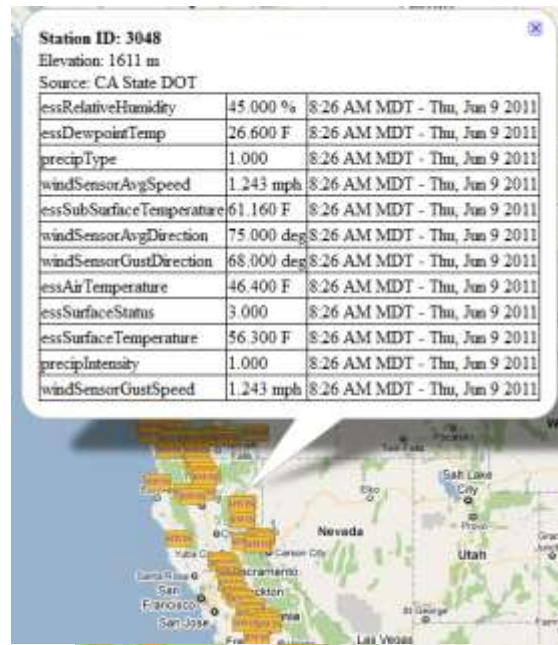 Station ID: 3048
Elevation: 1611 m
Source: CA State DOT
essRelativeHumidity 45.000 % 8:26 AM MDT - Thu, Jun 9 2011
essDewpointTemp 26.600 F 8:26 AM MDT - Thu, Jun 9 2011
precipType 1.000 8:26 AM MDT - Thu, Jun 9 2011
windSensorAvgSpeed 1.243 mph 8:26 AM MDT - Thu, Jun 9 2011
essSubSurfaceTemperature 61.160 F 8:26 AM MDT - Thu, Jun 9 2011
windSensorAvgDirection 75.000 deg 8:26 AM MDT - Thu, Jun 9 2011
windSensorGustDirection 68.000 deg 8:26 AM MDT - Thu, Jun 9 2011
essAirTemperature 46.400 F 8:26 AM MDT - Thu, Jun 9 2011
essSurfaceStatus 3.000 8:26 AM MDT - Thu, Jun 9 2011
essSurfaceTemperature 56.300 F 8:26 AM MDT - Thu, Jun 9 2011
precipIntensity 1.000 8:26 AM MDT - Thu, Jun 9 2011
windSensorGustSpeed 1.243 mph 8:26 AM MDT - Thu, Jun 9 2011
Salt Lake
City
Elko
Provo
Nevada
Utah
Carson City
Santa Rosa
San
Francisco
San Jose
St George
Las Vegas